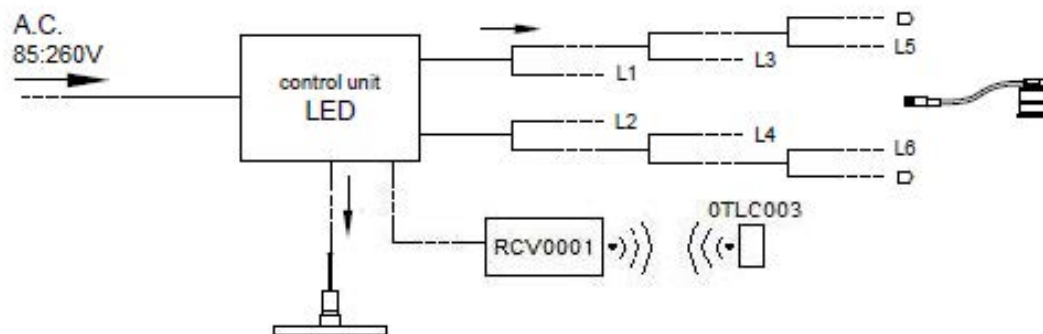 A.C.
85:260V
control unit
LED
L1
L3
L5
L2
L4
L6
RCV0001
0TLC003